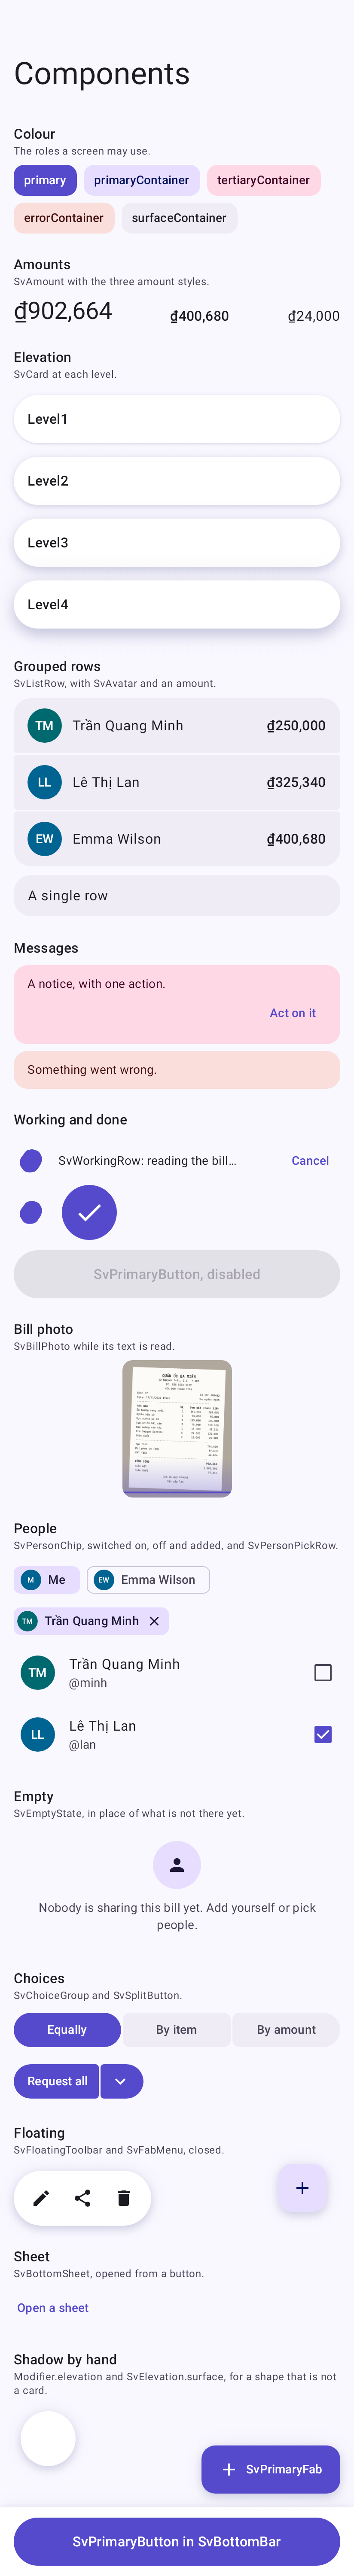 Components
Colour
The roles a screen may use.
primary
primaryContainer
tertiaryContainer
errorContainer
surfaceContainer
Amounts
SvAmount with the three amount styles.
₫902,664
₫400,680
₫24,000
Elevation
SvCard at each level.
Level1
Level2
Level3
Level4
Grouped rows
SvListRow, with SvAvatar and an amount.
TM Trần Quang Minh ₫250,000
LL Lê Thị Lan ₫325,340
EW Emma Wilson ₫400,680
A single row
Messages
A notice, with one action.
Act on it
Something went wrong.
Working and done
SvWorkingRow: reading the bill… Cancel
SvPrimaryButton, disabled
Bill photo
SvBillPhoto while its text is read.
QUÁN ỐC BA MIỀN
People
SvPersonChip, switched on, off and added, and SvPersonPickRow.
M Me
EW Emma Wilson
TM Trần Quang Minh
TM Trần Quang Minh
@minh
LL Lê Thị Lan
@lan
Empty
SvEmptyState, in place of what is not there yet.
Nobody is sharing this bill yet. Add yourself or pick
people.
Choices
SvChoiceGroup and SvSplitButton.
Equally
By item
By amount
Request all
Floating
SvFloatingToolbar and SvFabMenu, closed.
Sheet
SvBottomSheet, opened from a button.
Open a sheet
Shadow by hand
Modifier.elevation and SvElevation.surface, for a shape that is not
a card.
SvPrimaryFab
SvPrimaryButton in SvBottomBar